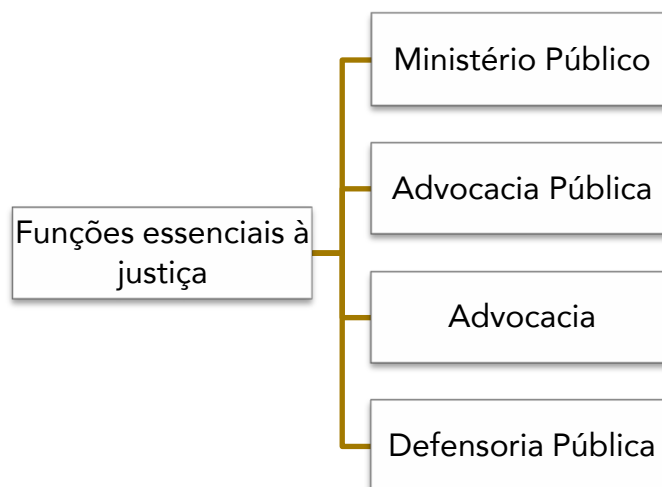 Ministério Público
Advocacia Pública
Funções essenciais à
justiça
Advocacia
Defensoria Pública